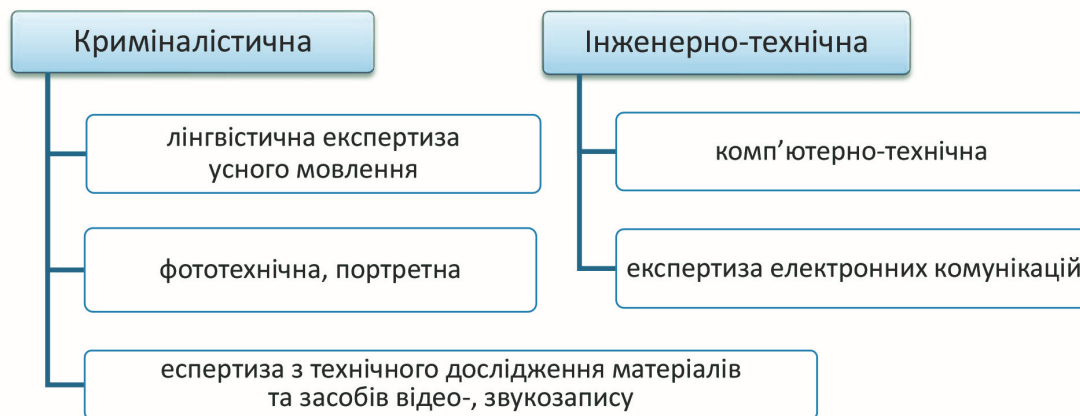 Криміналістична
лінгвістична експертиза
усного мовлення
фототехнічна, портретна
еспертиза з технічного дослідження матеріалів
та засобів відео-, звукозапису
Інженерно-технічна
комп’ютерно-технічна
експертиза електронних комунікацій